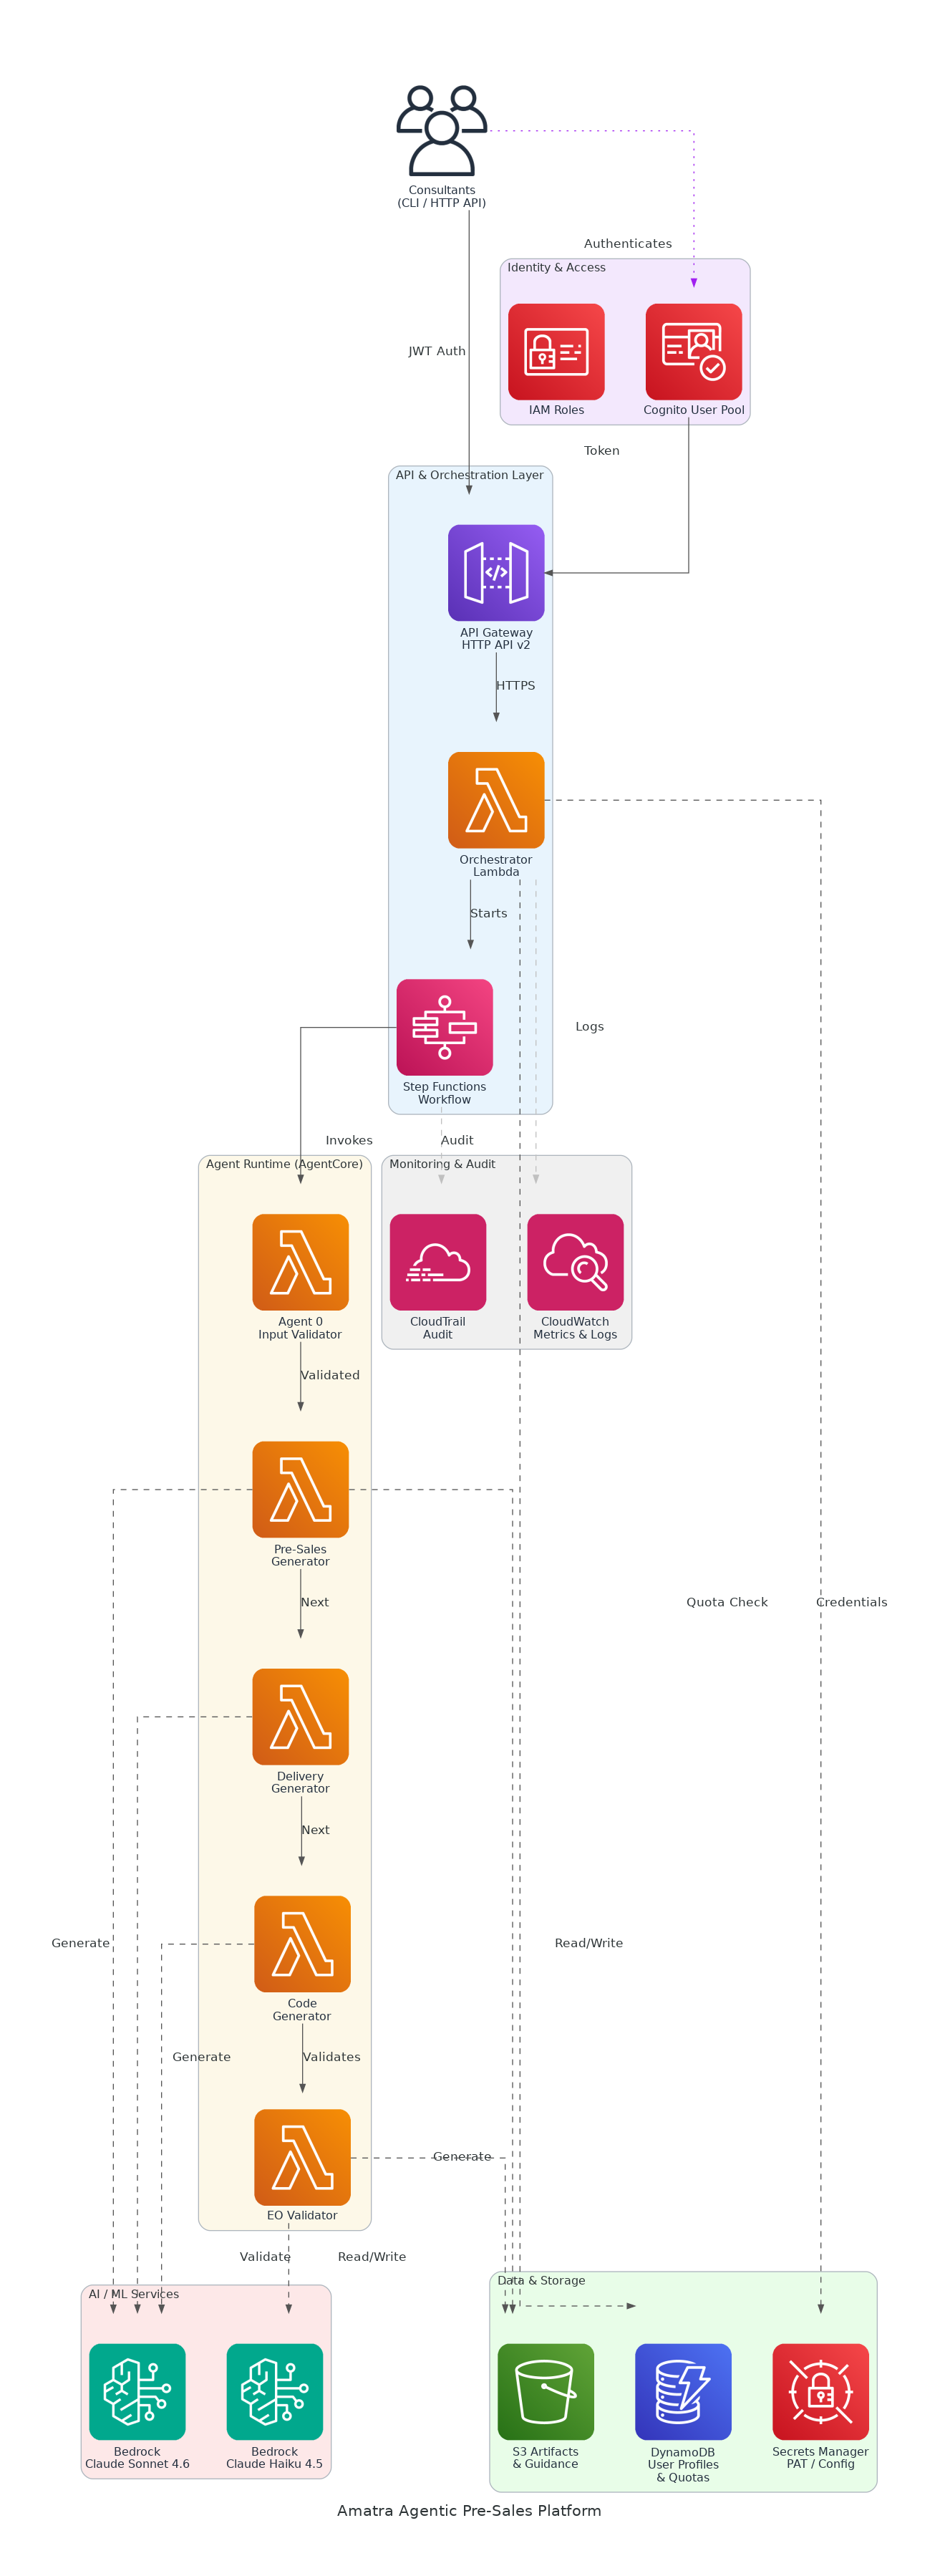 Consultants
(CLI / HTTP API)
Authenticates
Identity & Access
JWT Auth
IAM Roles
Cognito User Pool
Token
API & Orchestration Layer
API Gateway
HTTP API v2
HTTPS
Orchestrator
Lambda
Starts
Logs
Step Functions
Workflow
Invokes
Audit
Agent Runtime (AgentCore)
Monitoring & Audit
Agent 0
Input Validator
CloudTrail
Audit
CloudWatch
Metrics & Logs
Validated
Pre-Sales
Generator
Next
Quota Check
Credentials
Delivery
Generator
Next
Generate
Read/Write
Code
Generator
Generate
Validates
Generate
EO Validator
Validate
Read/Write
AI / ML Services
Data & Storage
Bedrock
Claude Sonnet 4.6
Bedrock
Claude Haiku 4.5
S3 Artifacts
& Guidance
DynamoDB
User Profiles
& Quotas
Secrets Manager
PAT / Config
Amatra Agentic Pre-Sales Platform